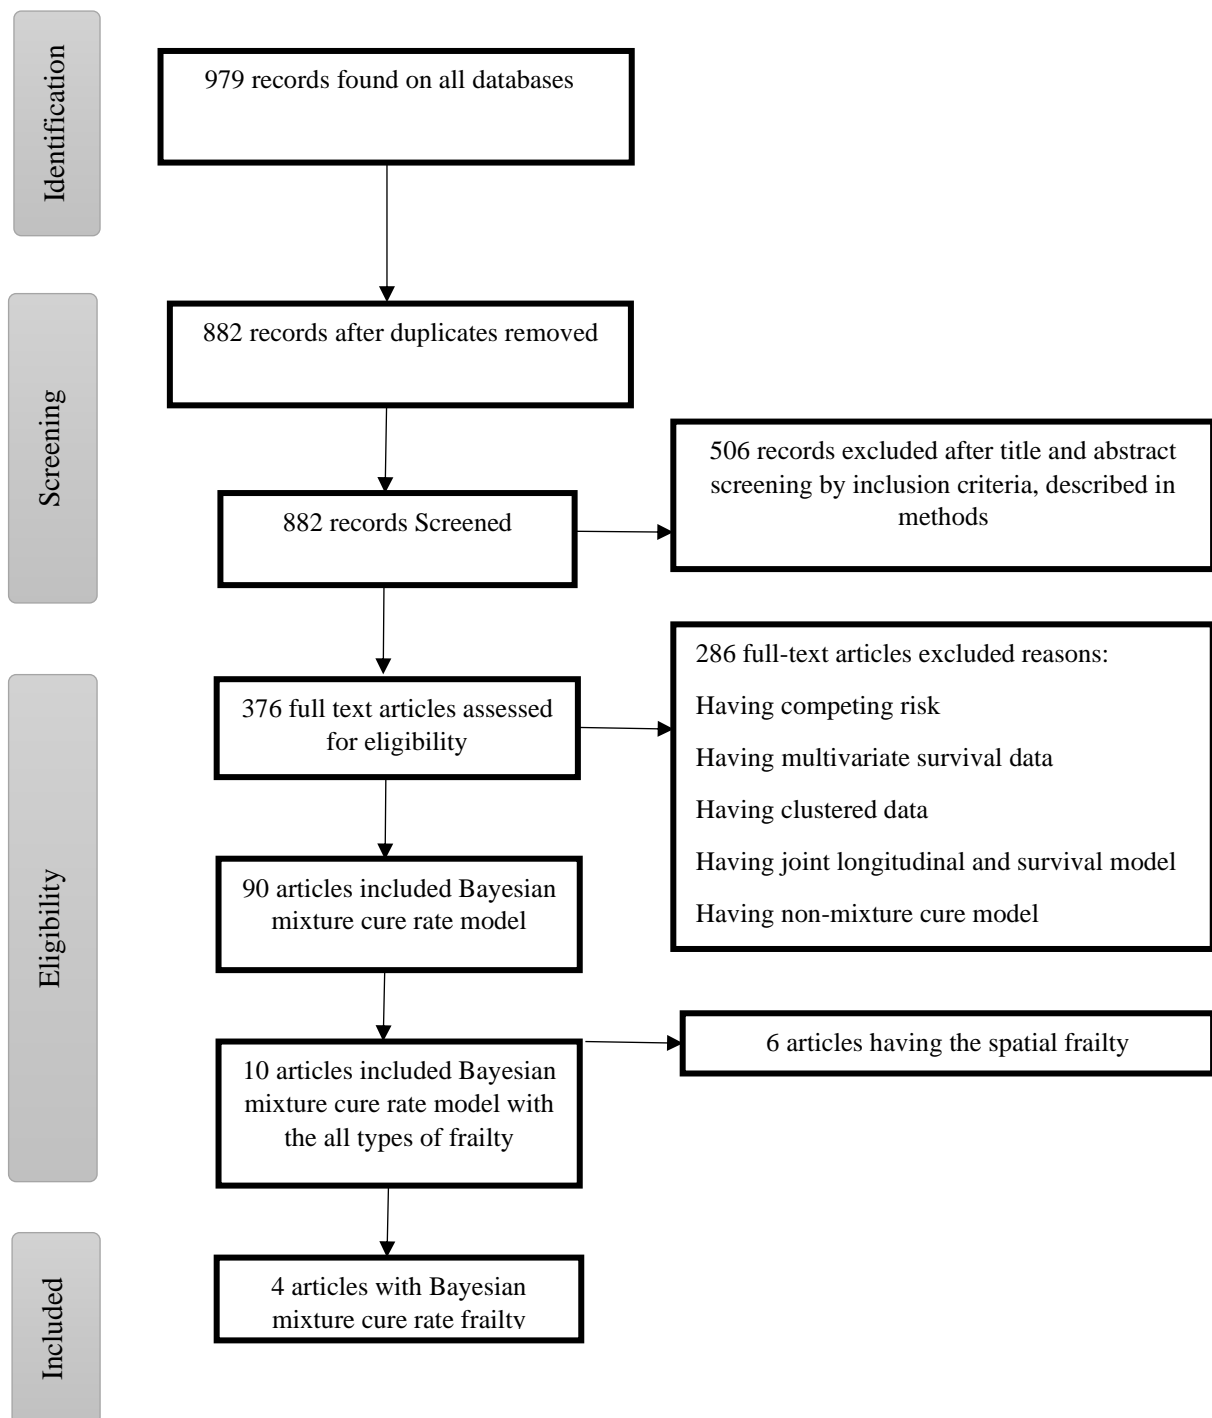 Identification
979 records found on all databases
882 records after duplicates removed
Screening
882 records Screened
506 records excluded after title and abstract
screening by inclusion criteria, described in
methods
376 full text articles assessed
for eligibility
286 full-text articles excluded reasons:
Having competing risk
Having multivariate survival data
Having clustered data
Having joint longitudinal and survival model
Having non-mixture cure model
Eligibility
90 articles included Bayesian
mixture cure rate model
10 articles included Bayesian
mixture cure rate model with
the all types of frailty
6 articles having the spatial frailty
Included
4 articles with Bayesian
mixture cure rate frailty